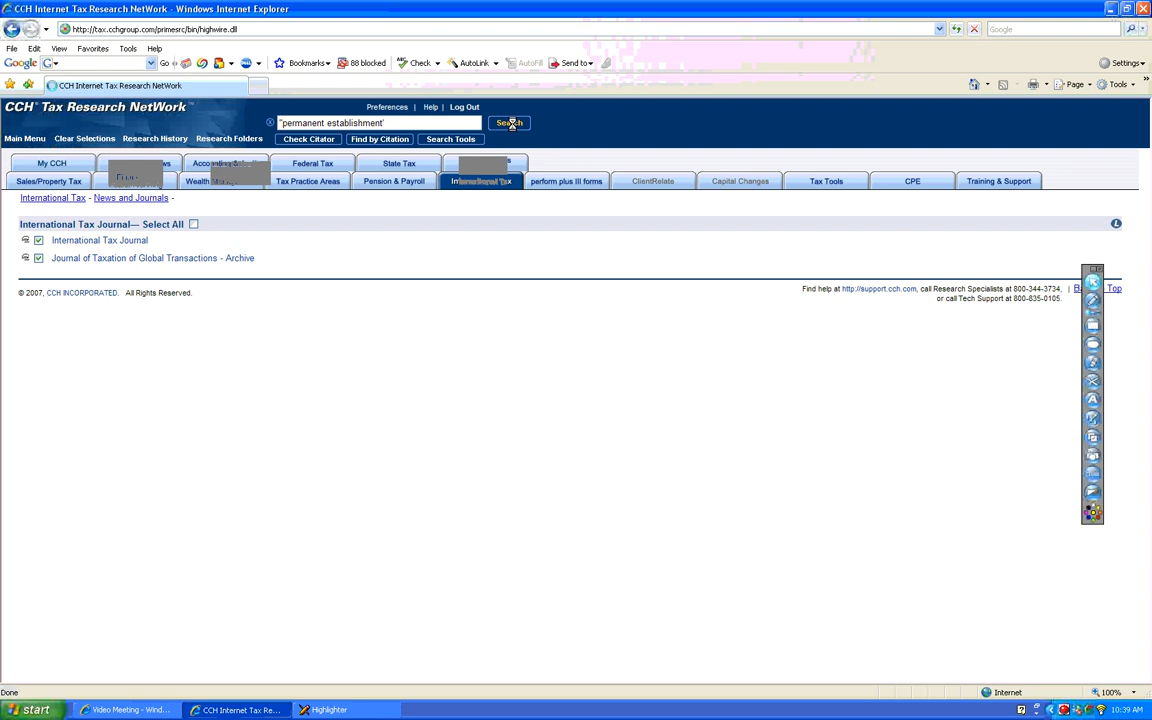 CCH Internet Tax Research NetWork - Windows Internet Explorer
http://tax.cchgroup.com/primesrc/bin/highwire.dll
Google
File Edit View Favorites Tools Help
Google Go Bookmarks 88 blocked Check AutoLink AutoFill Send to Settings
CCH Internet Tax Research NetWork Page Tools
CCH Tax Research NetWork Preferences | Help | Log Out
"permanent establishment' Search
Main Menu Clear Selections Research History Research Folders Check Citator Find by Citation Search Tools
My CCH Federal Tax State Tax
Sales/Property Tax Wealth Tax Practice Areas Pension & Payroll International Tax perform plus III forms ClientRelate Capital Changes Tax Tools CPE Training & Support
International Tax - News and Journals -
International Tax Journal— Select All
International Tax Journal
Journal of Taxation of Global Transactions - Archive
© 2007, CCH INCORPORATED. All Rights Reserved. Find help at http://support.cch.com, call Research Specialists at 800-344-3734, | Top
or call Tech Support at 800-835-0105.
Done Internet 100%
start Video Meeting - Wind... CCH Internet Tax Re... Highlighter 10:39 AM